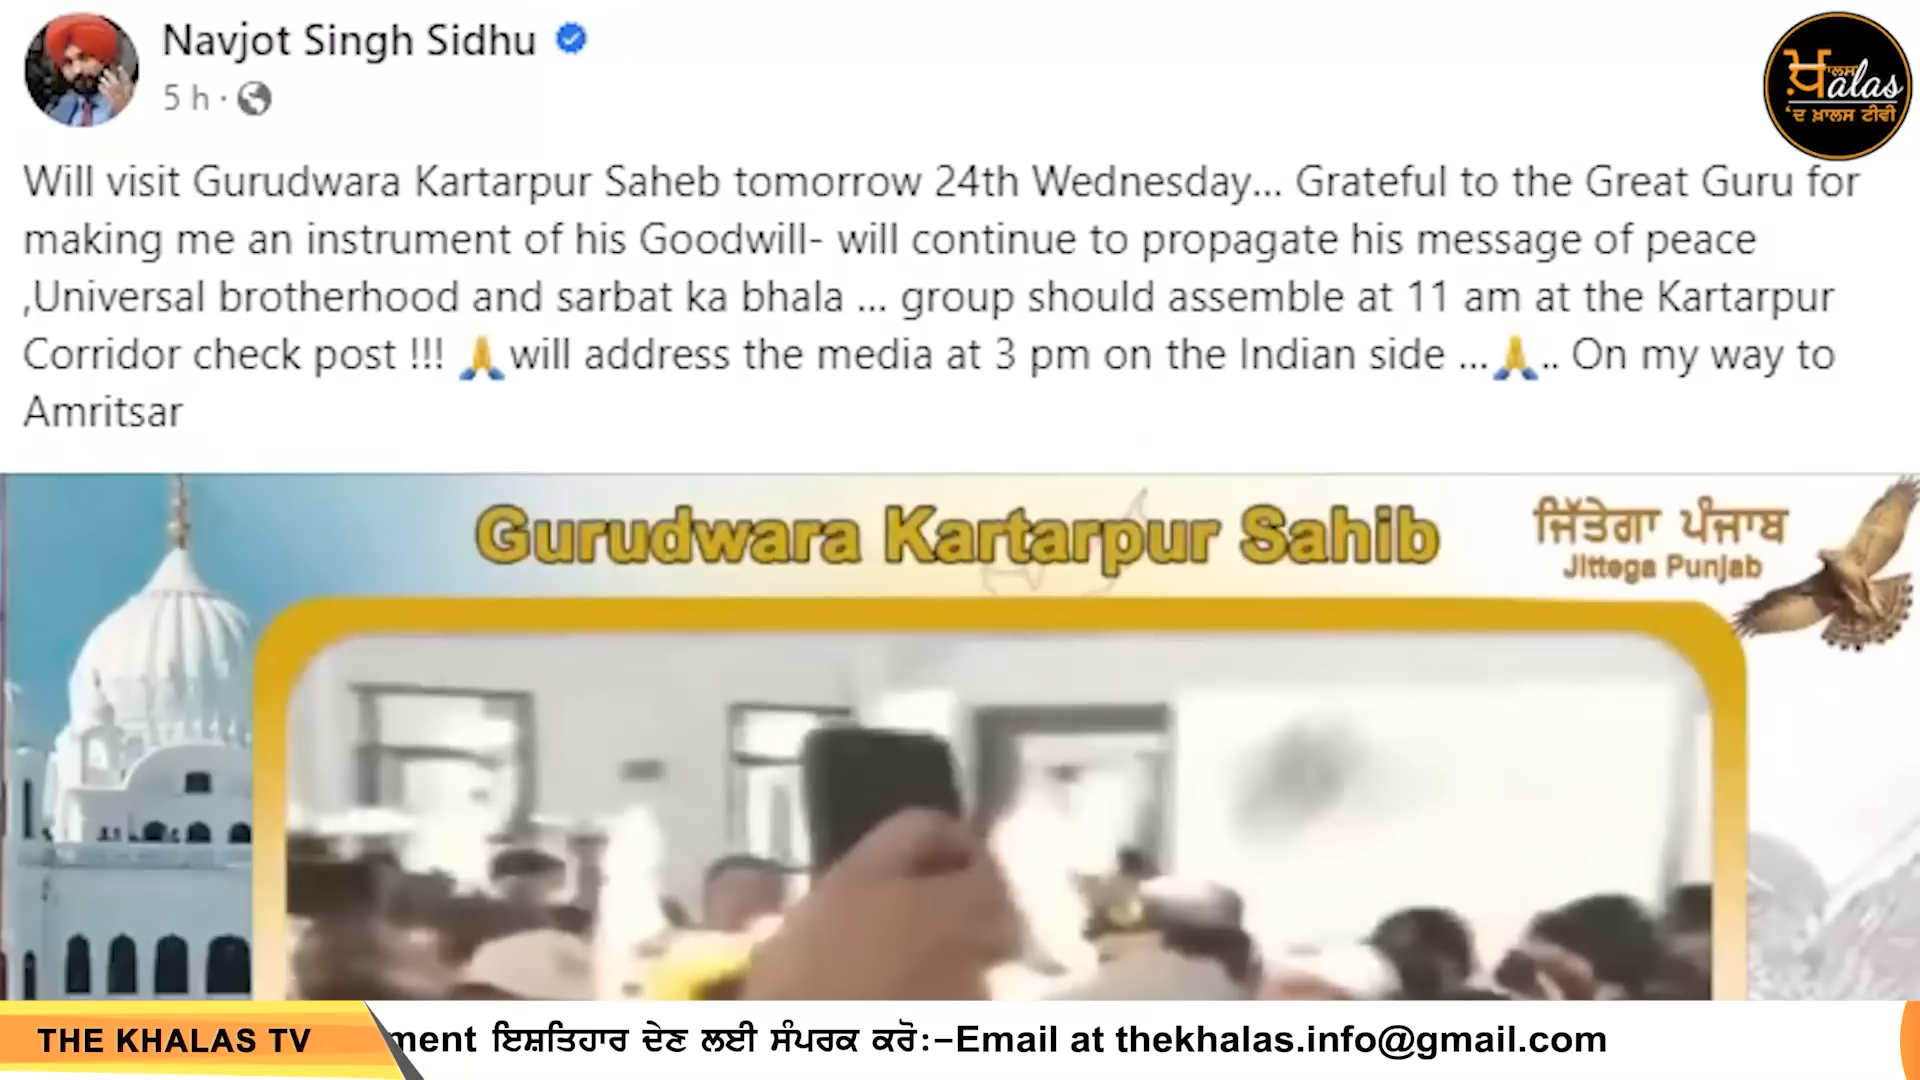 Navjot Singh Sidhu
5 h ·
ਖ਼ਾਲਸ
alas
'ਦ ਖ਼ਾਲਸ ਟੀਵੀ
Will visit Gurudwara Kartarpur Saheb tomorrow 24th Wednesday... Grateful to the Great Guru for
making me an instrument of his Goodwill- will continue to propagate his message of peace
,Universal brotherhood and sarbat ka bhala ... group should assemble at 11 am at the Kartarpur
Corridor check post !!! 🙏will address the media at 3 pm on the Indian side ...🙏.. On my way to
Amritsar
Gurudwara Kartarpur Sahib
ਜਿੱਤੇਗਾ ਪੰਜਾਬ
Jittega Punjab
THE KHALAS TV
ment ਇਸ਼ਤਿਹਾਰ ਦੇਣ ਲਈ ਸੰਪਰਕ ਕਰੋ:-Email at thekhalas.info@gmail.com